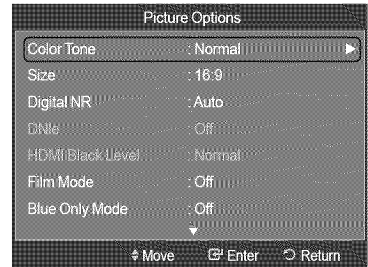 Picture Options
Color Tone : Normal
Size : 16:9
Digital NR : Auto
DNIe : Off
HDMI Black Level : Normal
Film Mode : Off
Blue Only Mode : Off
Move Enter Return